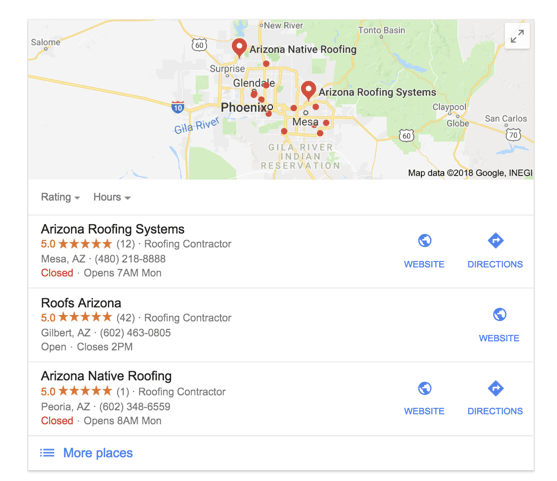 New River
Tonto Basin
Salome
60
Arizona Native Roofing
Surprise
Glendale
Arizona Roofing Systems
10
Phoenix
Claypool
Mesa
Globe
San Carlos
Gila River
60
70
GILA RIVER
INDIAN
RESERVATION
Map data ©2018 Google, INEGI
Rating
Hours
Arizona Roofing Systems
5.0 ★★★★★ (12) · Roofing Contractor
Mesa, AZ · (480) 218-8888
Closed · Opens 7AM Mon
WEBSITE
DIRECTIONS
Roofs Arizona
5.0 ★★★★★ (42) · Roofing Contractor
Gilbert, AZ · (602) 463-0805
Open · Closes 2PM
WEBSITE
Arizona Native Roofing
5.0 ★★★★★ (1) · Roofing Contractor
Peoria, AZ · (602) 348-6559
Closed · Opens 8AM Mon
WEBSITE
DIRECTIONS
More places